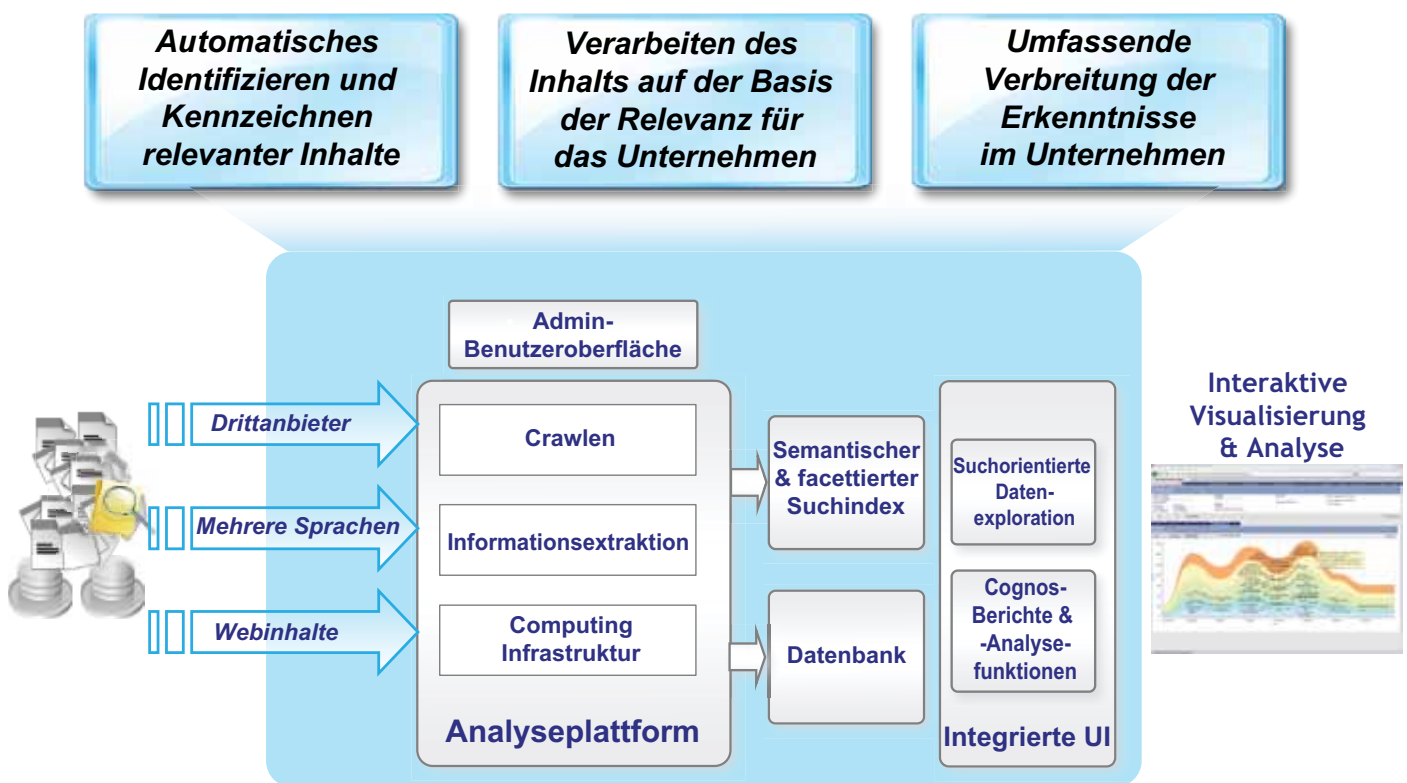 Automatisches
Identifizieren und
Kennzeichnen
relevanter Inhalte
Verarbeiten des
Inhalts auf der Basis
der Relevanz für
das Unternehmen
Umfassende
Verbreitung der
Erkenntnisse
im Unternehmen
Admin-
Benutzeroberfläche
Drittanbieter
Mehrere Sprachen
Webinhalte
Crawlen
Informationsextraktion
Computing
Infrastruktur
Analyseplattform
Semantischer
& facettierter
Suchindex
Datenbank
Suchorientierte
Daten-
exploration
Cognos-
Berichte &
-Analyse-
funktionen
Integrierte UI
Interaktive
Visualisierung
& Analyse